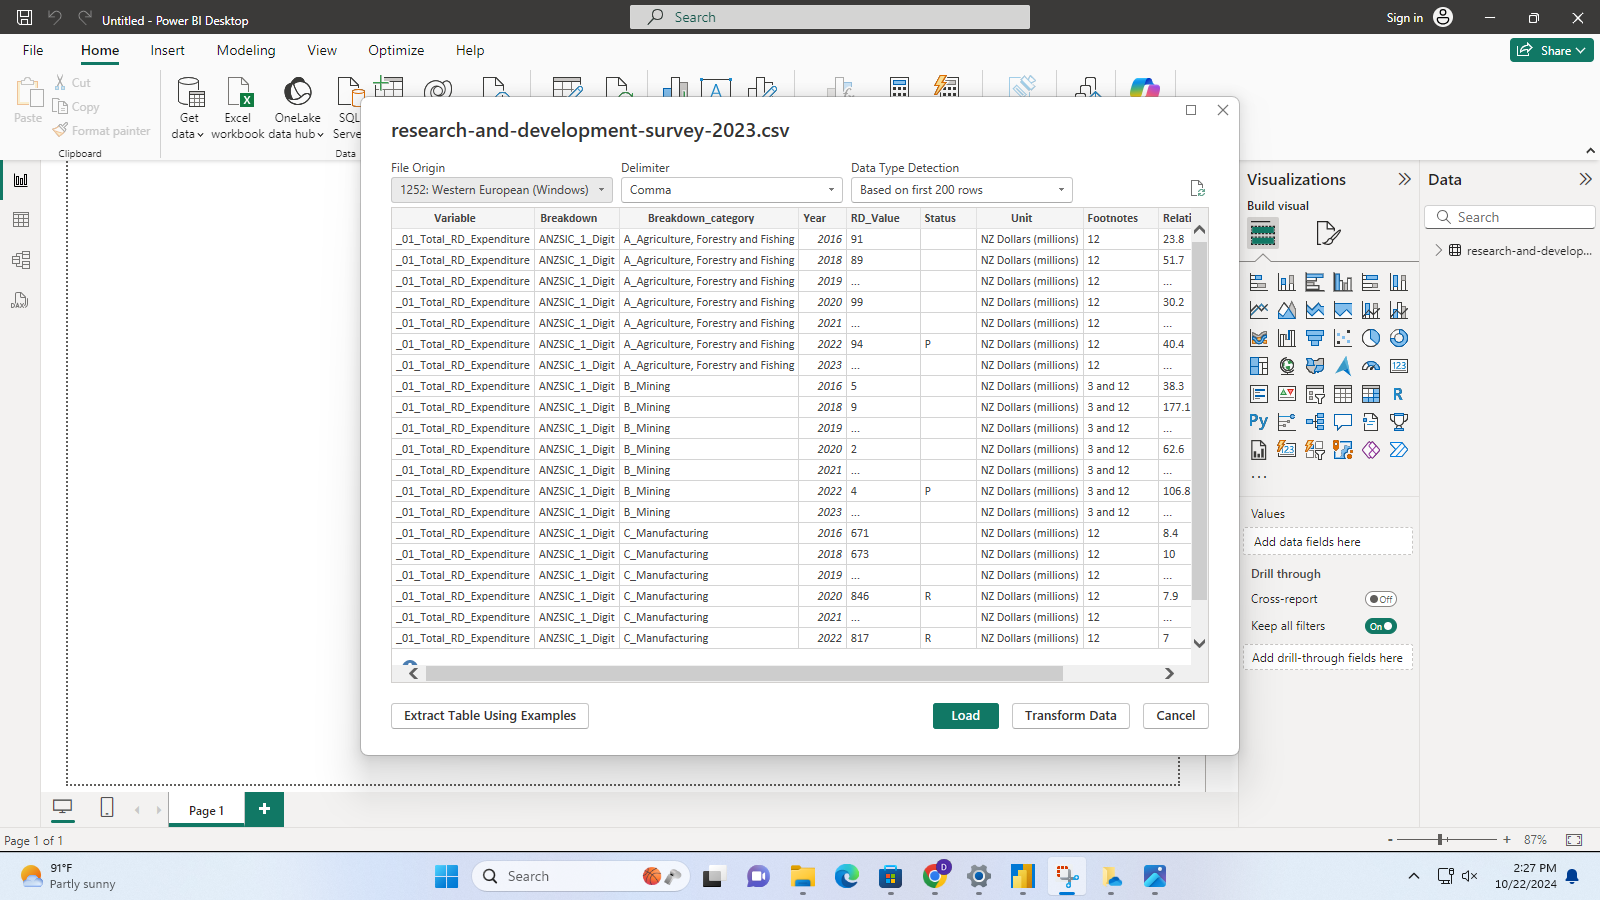 Untitled - Power BI Desktop
Search
Sign in
File Home Insert Modeling View Optimize Help
Share
Paste
Cut
Copy
Format painter
Clipboard
Get data
Excel workbook
OneLake data hub
SQL
Serve
Data
research-and-development-survey-2023.csv
File Origin Delimiter Data Type Detection
1252: Western European (Windows) Comma Based on first 200 rows
Variable Breakdown Breakdown_category Year RD_Value Status Unit Footnotes Relati
_01_Total_RD_Expenditure ANZSIC_1_Digit A_Agriculture, Forestry and Fishing 2016 91 NZ Dollars (millions) 12 23.8
_01_Total_RD_Expenditure ANZSIC_1_Digit A_Agriculture, Forestry and Fishing 2018 89 NZ Dollars (millions) 12 51.7
_01_Total_RD_Expenditure ANZSIC_1_Digit A_Agriculture, Forestry and Fishing 2019 ... NZ Dollars (millions) 12 ...
_01_Total_RD_Expenditure ANZSIC_1_Digit A_Agriculture, Forestry and Fishing 2020 99 NZ Dollars (millions) 12 30.2
_01_Total_RD_Expenditure ANZSIC_1_Digit A_Agriculture, Forestry and Fishing 2021 ... NZ Dollars (millions) 12 ...
_01_Total_RD_Expenditure ANZSIC_1_Digit A_Agriculture, Forestry and Fishing 2022 94 P NZ Dollars (millions) 12 40.4
_01_Total_RD_Expenditure ANZSIC_1_Digit A_Agriculture, Forestry and Fishing 2023 ... NZ Dollars (millions) 12 ...
_01_Total_RD_Expenditure ANZSIC_1_Digit B_Mining 2016 5 NZ Dollars (millions) 3 and 12 38.3
_01_Total_RD_Expenditure ANZSIC_1_Digit B_Mining 2018 9 NZ Dollars (millions) 3 and 12 177.1
_01_Total_RD_Expenditure ANZSIC_1_Digit B_Mining 2019 ... NZ Dollars (millions) 3 and 12 ...
_01_Total_RD_Expenditure ANZSIC_1_Digit B_Mining 2020 2 NZ Dollars (millions) 3 and 12 62.6
_01_Total_RD_Expenditure ANZSIC_1_Digit B_Mining 2021 ... NZ Dollars (millions) 3 and 12 ...
_01_Total_RD_Expenditure ANZSIC_1_Digit B_Mining 2022 4 P NZ Dollars (millions) 3 and 12 106.8
_01_Total_RD_Expenditure ANZSIC_1_Digit B_Mining 2023 ... NZ Dollars (millions) 3 and 12 ...
_01_Total_RD_Expenditure ANZSIC_1_Digit C_Manufacturing 2016 671 NZ Dollars (millions) 12 8.4
_01_Total_RD_Expenditure ANZSIC_1_Digit C_Manufacturing 2018 673 NZ Dollars (millions) 12 10
_01_Total_RD_Expenditure ANZSIC_1_Digit C_Manufacturing 2019 ... NZ Dollars (millions) 12 ...
_01_Total_RD_Expenditure ANZSIC_1_Digit C_Manufacturing 2020 846 R NZ Dollars (millions) 12 7.9
_01_Total_RD_Expenditure ANZSIC_1_Digit C_Manufacturing 2021 ... NZ Dollars (millions) 12 ...
_01_Total_RD_Expenditure ANZSIC_1_Digit C_Manufacturing 2022 817 R NZ Dollars (millions) 12 7
Extract Table Using Examples Load Transform Data Cancel
Visualizations
Build visual
123
R
Py
123
...
Values
Add data fields here
Drill through
Cross-report Off
Keep all filters On
Add drill-through fields here
Data
Search
research-and-develop...
DAX
Page 1 +
Page 1 of 1
- + 87%
91°F
Partly sunny
Search
D
2:27 PM
10/22/2024